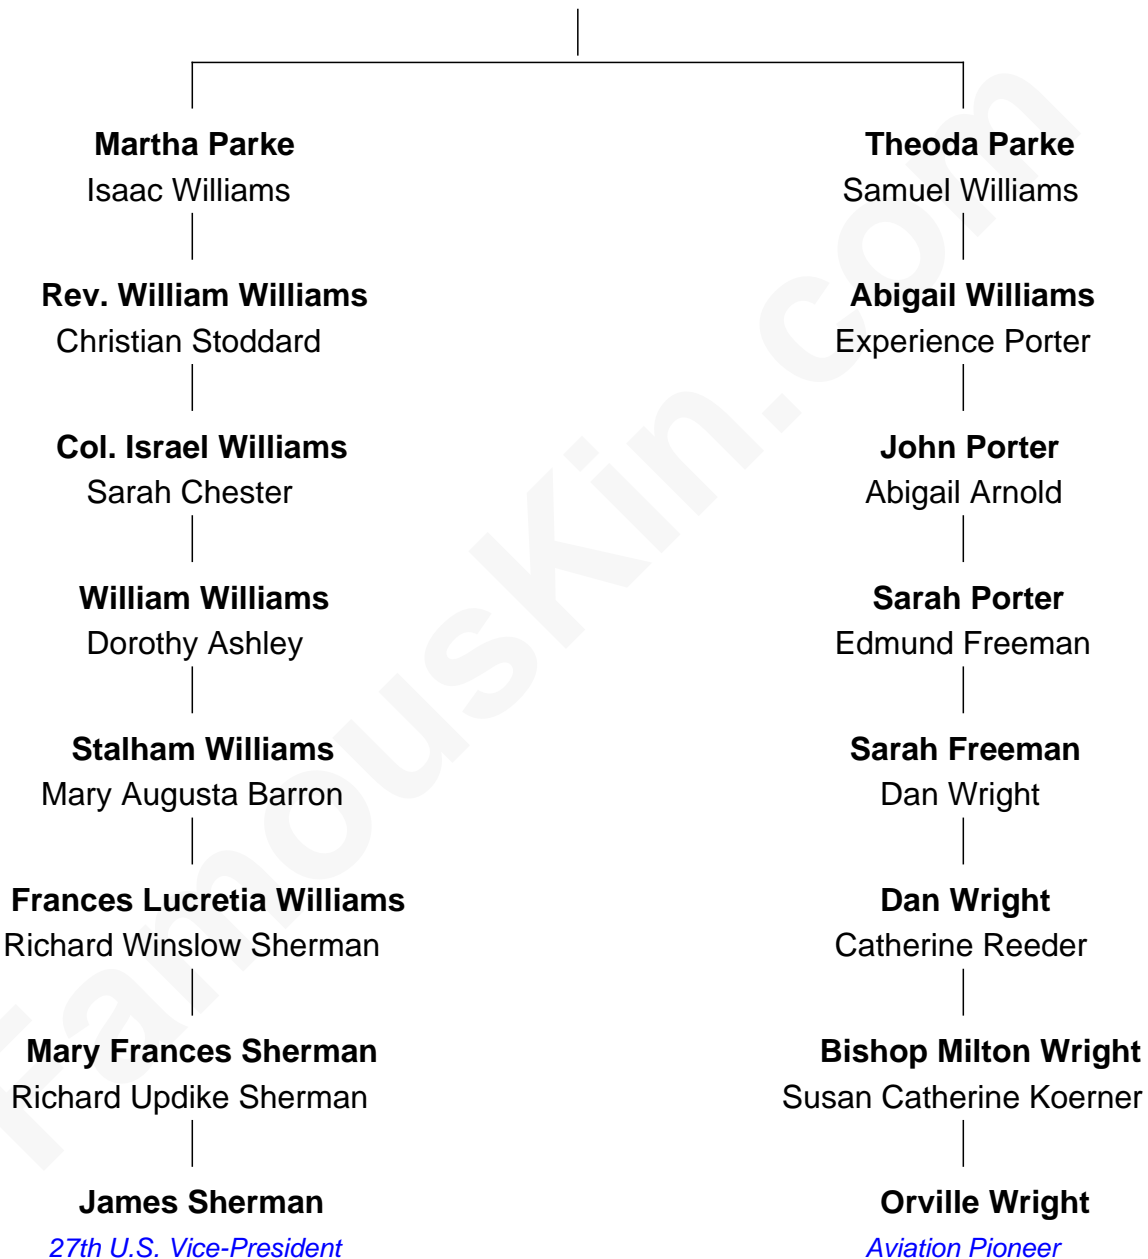 Martha Parke
Isaac Williams
Theoda Parke
Samuel Williams
Rev. William Williams
Christian Stoddard
Abigail Williams
Experience Porter
Col. Israel Williams
Sarah Chester
John Porter
Abigail Arnold
William Williams
Dorothy Ashley
Sarah Porter
Edmund Freeman
Stalham Williams
Mary Augusta Barron
Sarah Freeman
Dan Wright
Frances Lucretia Williams
Richard Winslow Sherman
Dan Wright
Catherine Reeder
Mary Frances Sherman
Richard Updike Sherman
Bishop Milton Wright
Susan Catherine Koerner
James Sherman
27th U.S. Vice-President
Orville Wright
Aviation Pioneer
FamousKin.com